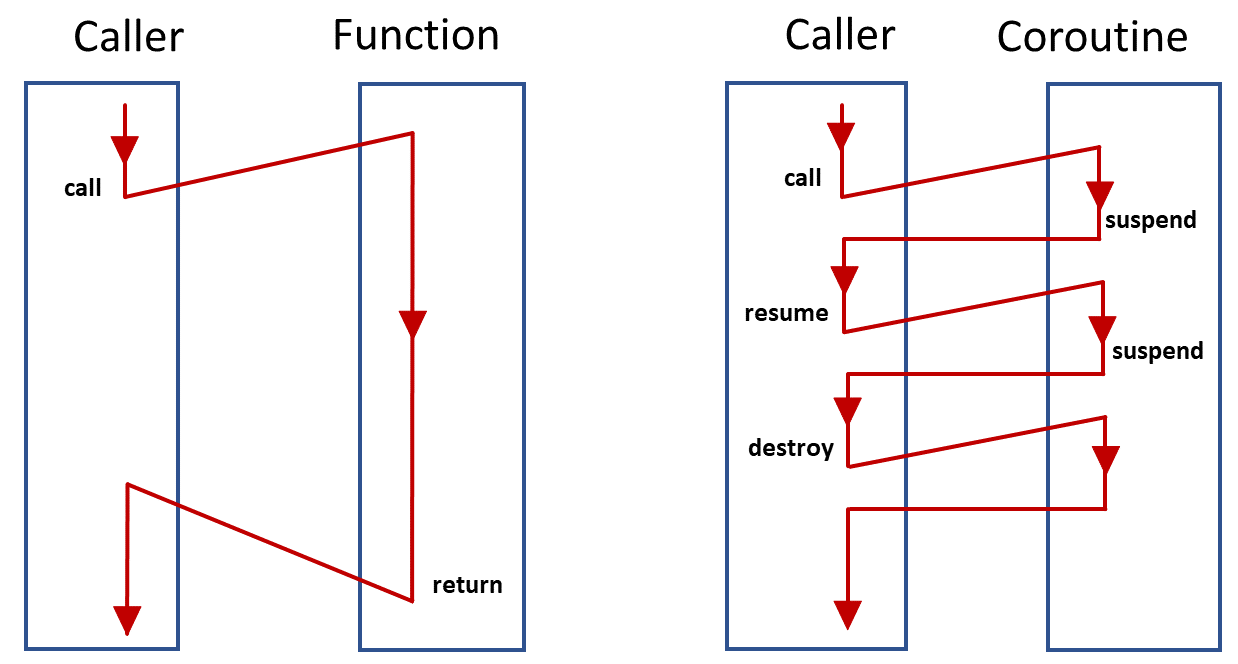 Caller
Function
call
return
Caller
Coroutine
call
suspend
resume
suspend
destroy